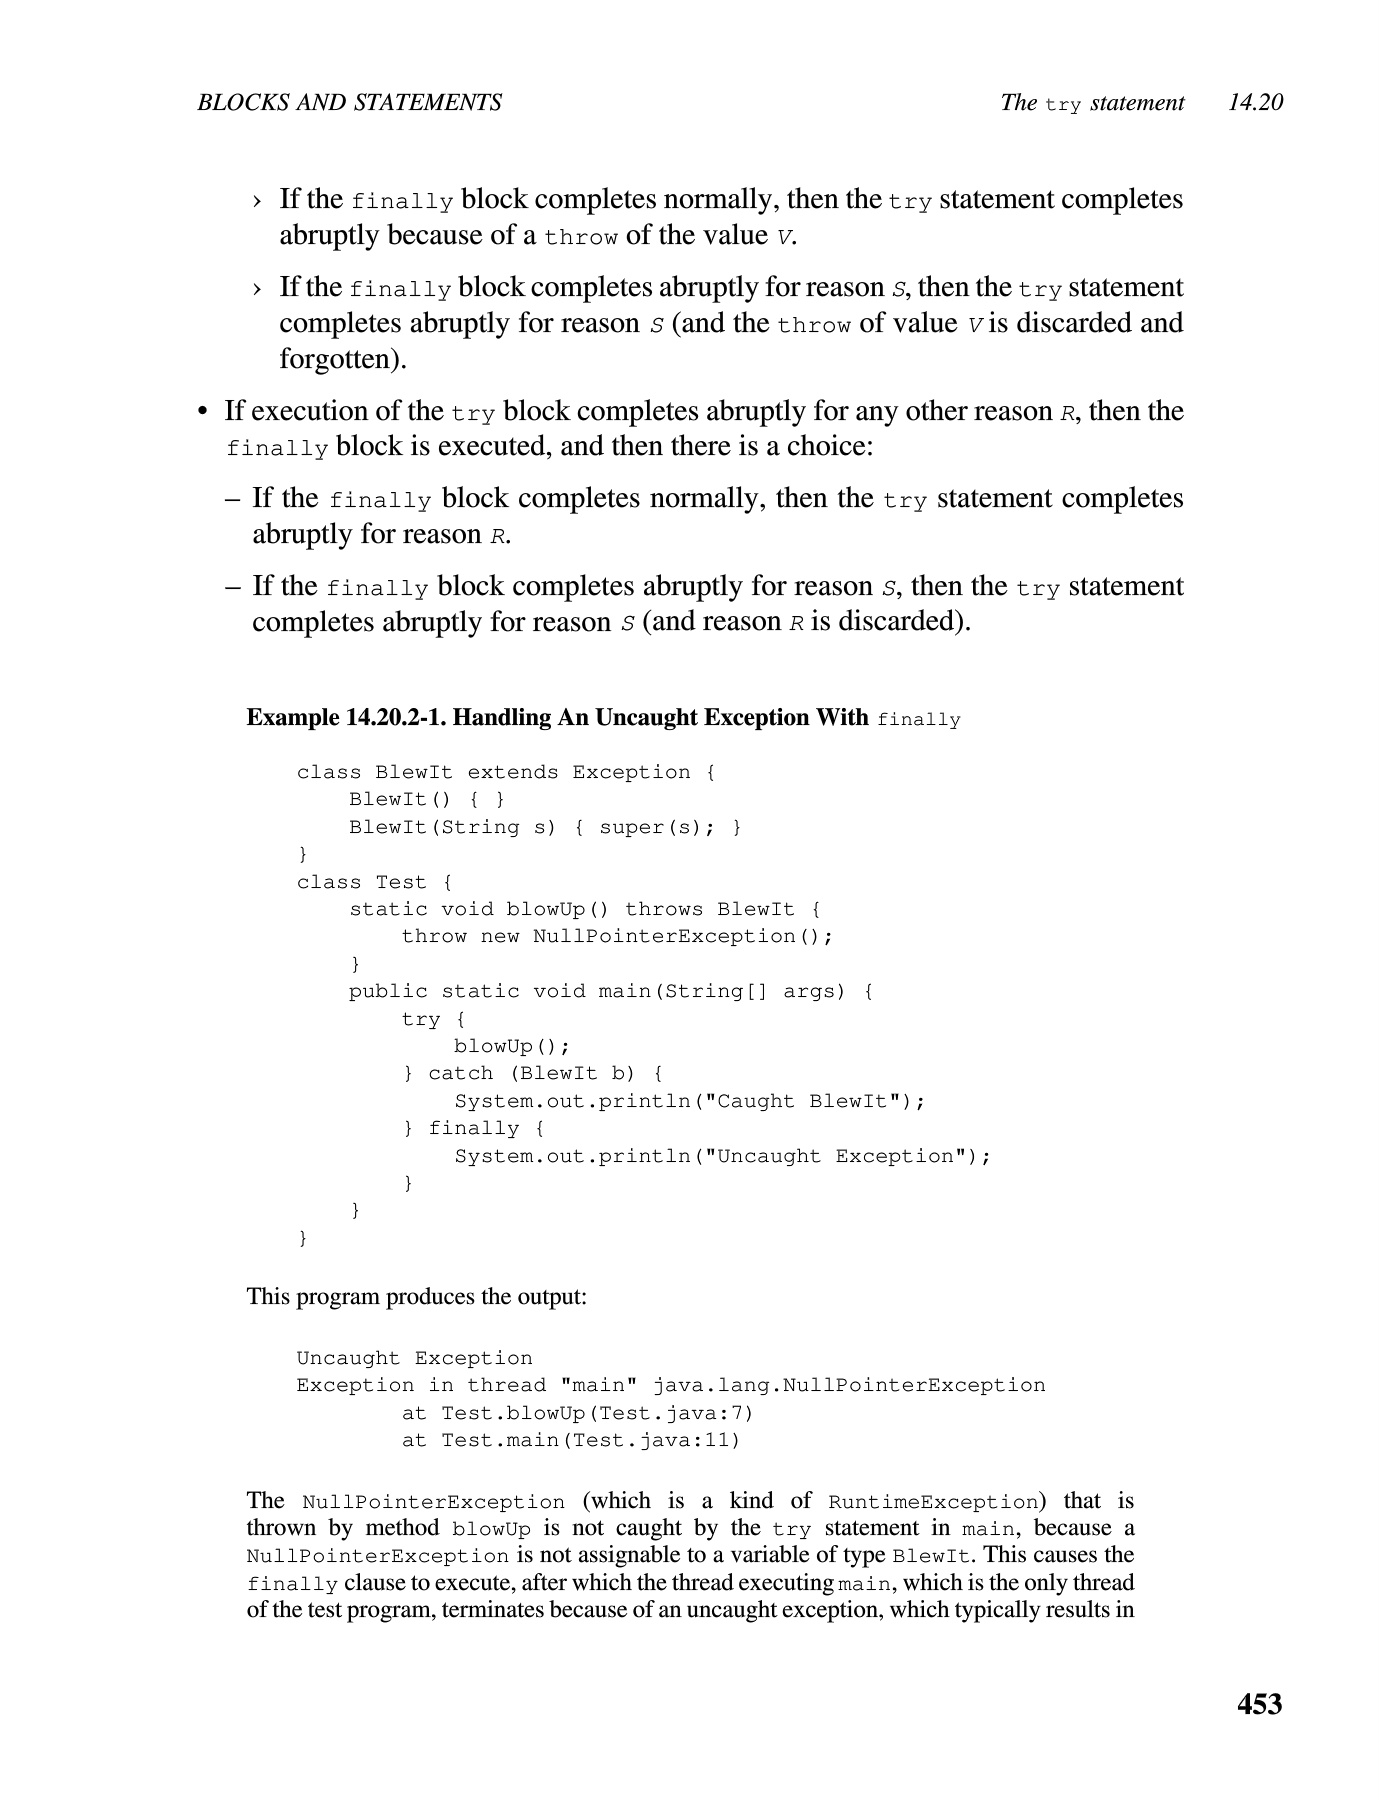 BLOCKS AND STATEMENTS The try statement 14.20
› If the finally block completes normally, then the try statement completes
abruptly because of a throw of the value V.
› If the finally block completes abruptly for reason S, then the try statement
completes abruptly for reason S (and the throw of value V is discarded and
forgotten).
• If execution of the try block completes abruptly for any other reason R, then the
finally block is executed, and then there is a choice:
– If the finally block completes normally, then the try statement completes
abruptly for reason R.
– If the finally block completes abruptly for reason S, then the try statement
completes abruptly for reason S (and reason R is discarded).
Example 14.20.2-1. Handling An Uncaught Exception With finally
class BlewIt extends Exception {
    BlewIt() { }
    BlewIt(String s) { super(s); }
}
class Test {
    static void blowUp() throws BlewIt {
        throw new NullPointerException();
    }
    public static void main(String[] args) {
        try {
            blowUp();
        } catch (BlewIt b) {
            System.out.println("Caught BlewIt");
        } finally {
            System.out.println("Uncaught Exception");
        }
    }
}
This program produces the output:
Uncaught Exception
Exception in thread "main" java.lang.NullPointerException
        at Test.blowUp(Test.java:7)
        at Test.main(Test.java:11)
The NullPointerException (which is a kind of RuntimeException) that is
thrown by method blowUp is not caught by the try statement in main, because a
NullPointerException is not assignable to a variable of type BlewIt. This causes the
finally clause to execute, after which the thread executing main, which is the only thread
of the test program, terminates because of an uncaught exception, which typically results in
453